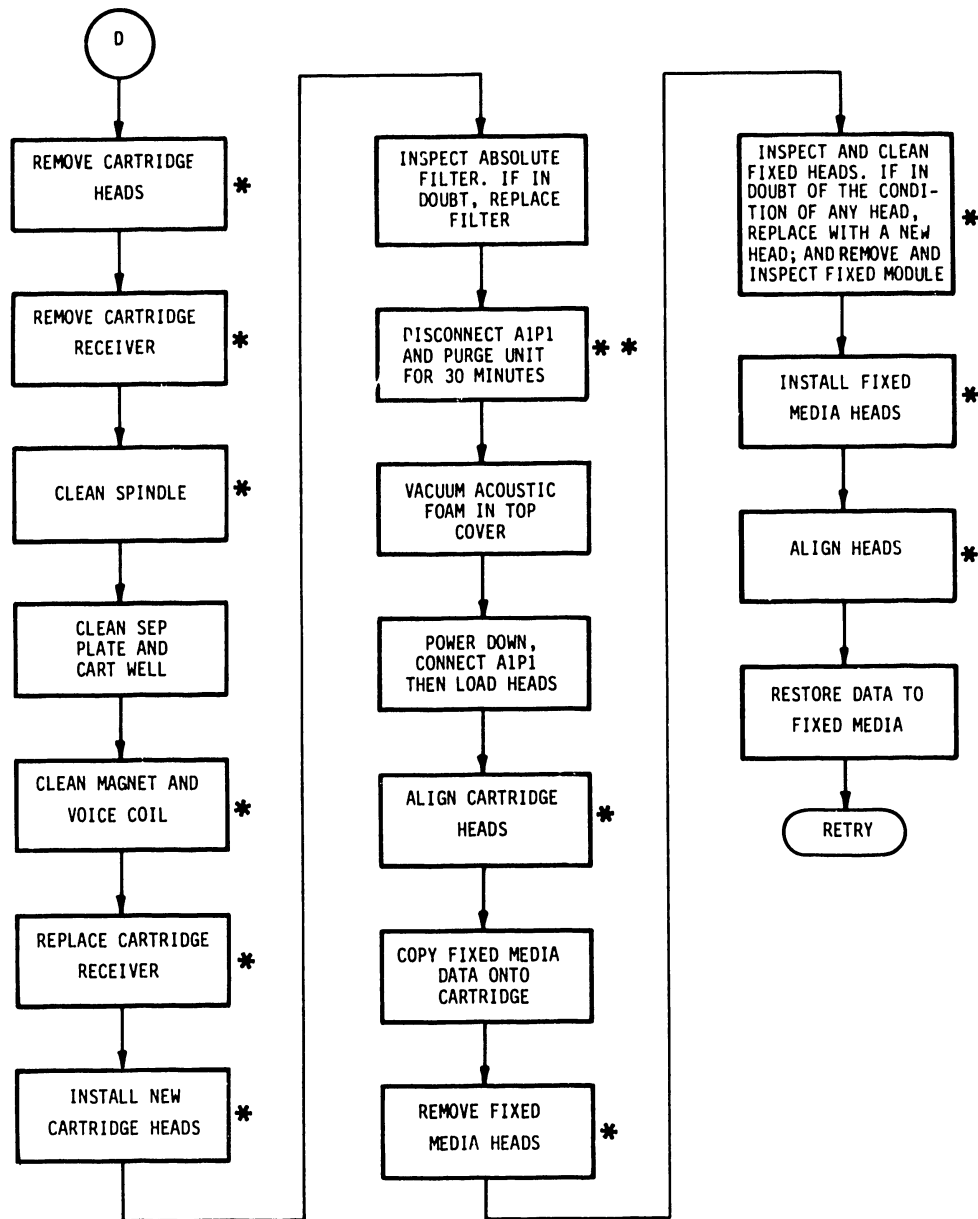 D
REMOVE CARTRIDGE
HEADS
*
REMOVE CARTRIDGE
RECEIVER
*
CLEAN SPINDLE
*
CLEAN SEP
PLATE AND
CART WELL
CLEAN MAGNET AND
VOICE COIL
*
REPLACE CARTRIDGE
RECEIVER
*
INSTALL NEW
CARTRIDGE HEADS
*
INSPECT ABSOLUTE
FILTER. IF IN
DOUBT, REPLACE
FILTER
DISCONNECT A1P1
AND PURGE UNIT
FOR 30 MINUTES
* *
VACUUM ACOUSTIC
FOAM IN TOP
COVER
POWER DOWN,
CONNECT A1P1
THEN LOAD HEADS
ALIGN CARTRIDGE
HEADS
*
COPY FIXED MEDIA
DATA ONTO
CARTRIDGE
REMOVE FIXED
MEDIA HEADS
*
INSPECT AND CLEAN
FIXED HEADS. IF IN
DOUBT OF THE CONDI-
TION OF ANY HEAD,
REPLACE WITH A NEW
HEAD; AND REMOVE AND
INSPECT FIXED MODULE
*
INSTALL FIXED
MEDIA HEADS
*
ALIGN HEADS
*
RESTORE DATA TO
FIXED MEDIA
RETRY